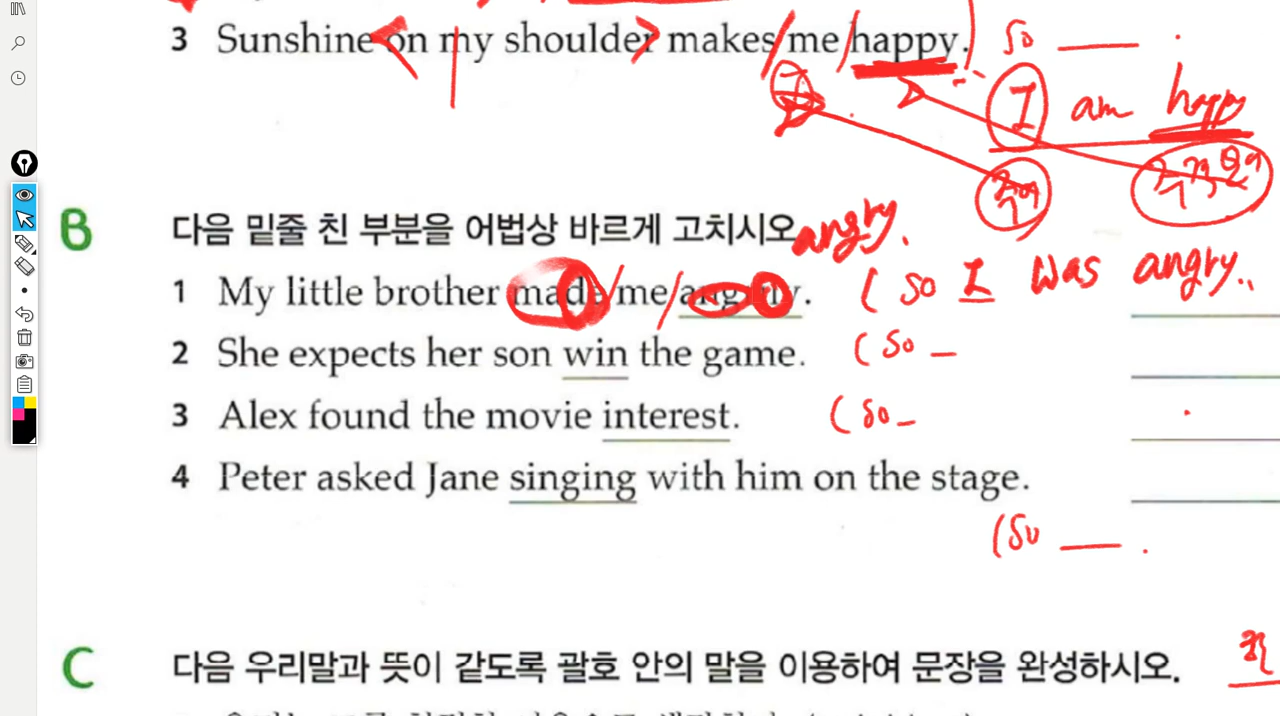 3 Sunshine on my shoulder makes me happy. so ___ .
I am happy
주어 주격보어
B 다음 밑줄 친 부분을 어법상 바르게 고치시오
angry.
1 My little brother made me angrily. ( so I was angry..
2 She expects her son win the game. ( so _
3 Alex found the movie interest. ( so _
4 Peter asked Jane singing with him on the stage.
(so ___ .
C 다음 우리말과 뜻이 같도록 괄호 안의 말을 이용하여 문장을 완성하시오.